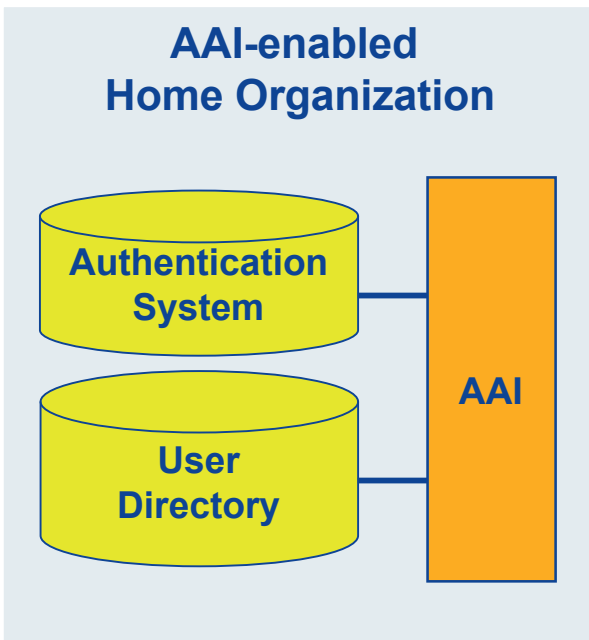 AAI-enabled
Home Organization
Authentication
System
AAI
User
Directory